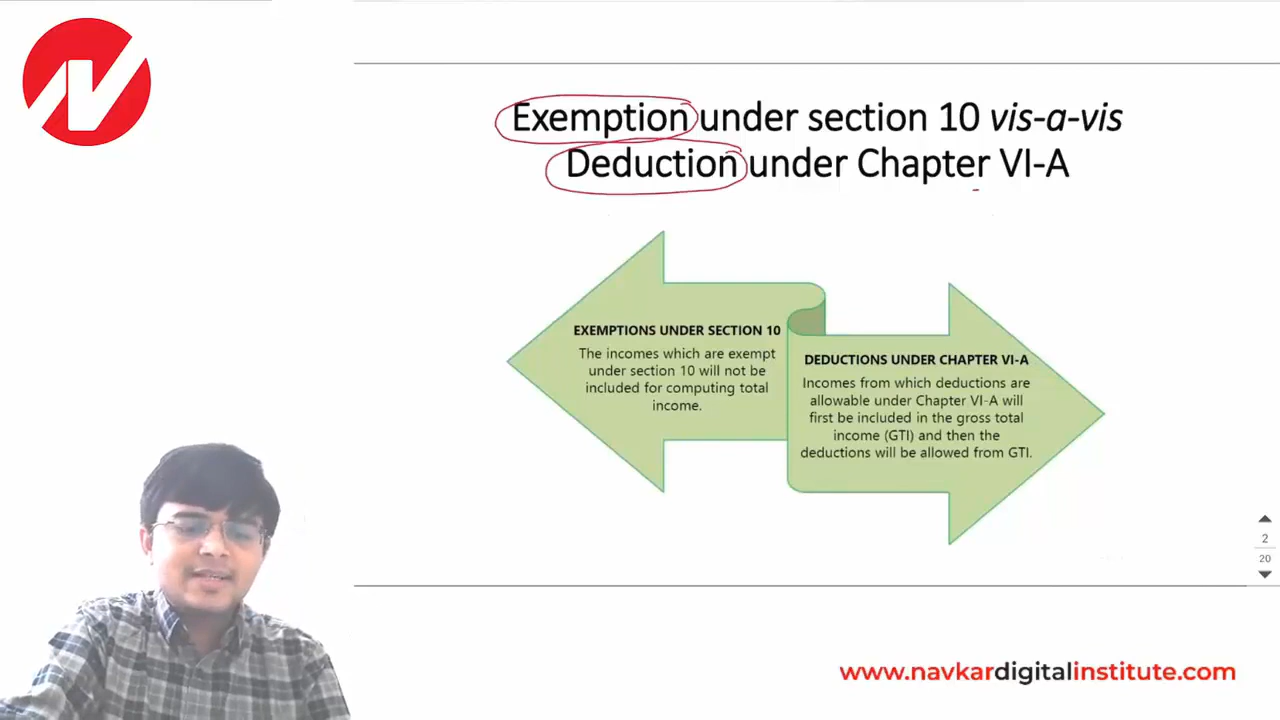 Exemption under section 10 vis-a-vis
Deduction under Chapter VI-A
EXEMPTIONS UNDER SECTION 10
The incomes which are exempt
under section 10 will not be
included for computing total
income.
DEDUCTIONS UNDER CHAPTER VI-A
Incomes from which deductions are
allowable under Chapter VI-A will
first be included in the gross total
income (GTI) and then the
deductions will be allowed from GTI.
2
20
www.navkardigitalinstitute.com